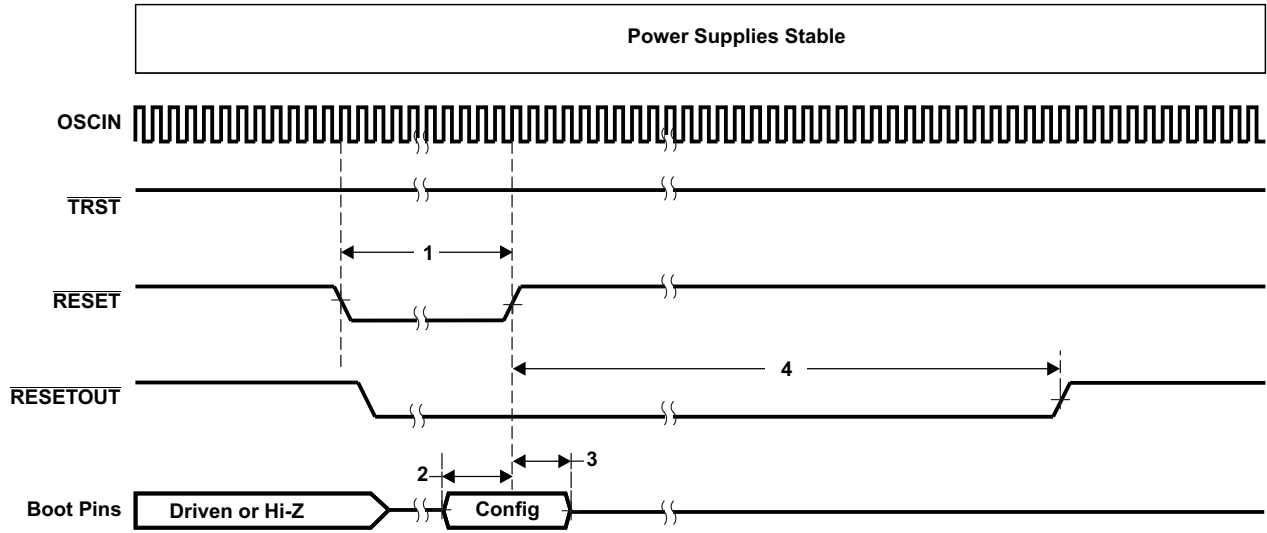 Power Supplies Stable
OSCIN
TRST
1
RESET
4
RESETOUT
2
3
Boot Pins
Driven or Hi-Z
Config